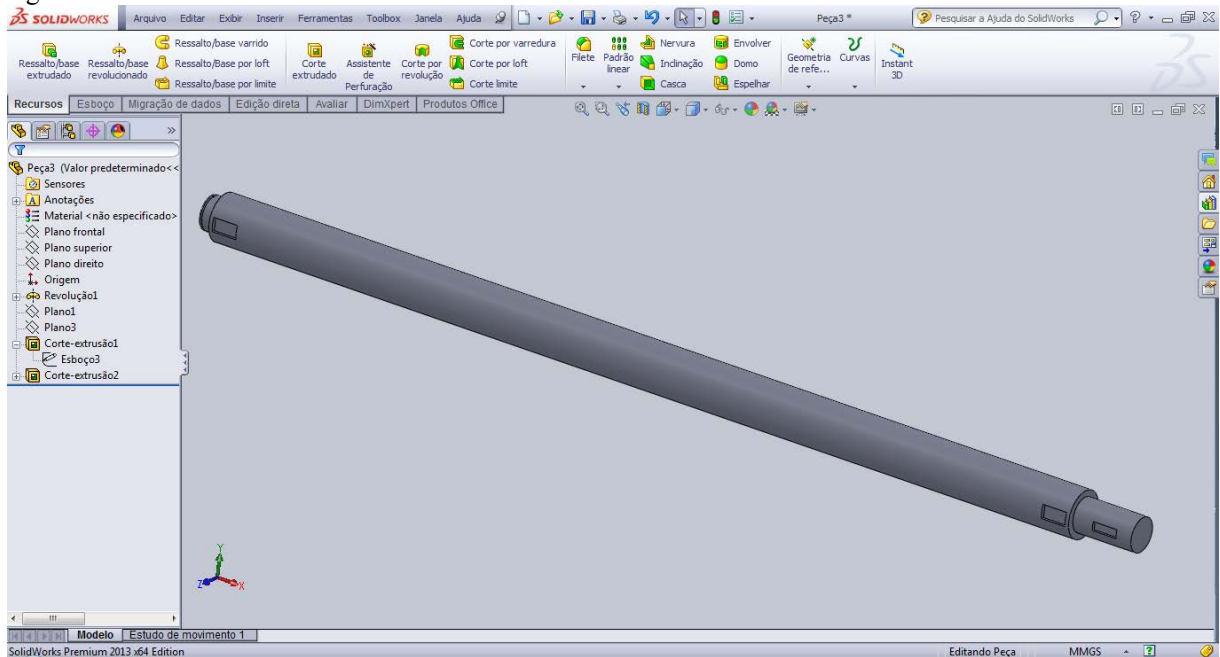 SOLIDWORKS Arquivo Editar Exibir Inserir Ferramentas Toolbox Janela Ajuda Peça3 * Pesquisar a Ajuda do SolidWorks
Ressalto/base extrudado
Ressalto/base revolucionado
Ressalto/base varrido
Ressalto/base por loft
Ressalto/base por limite
Corte extrudado
Assistente de Perfuração
Corte por revolução
Corte por varredura
Corte por loft
Corte limite
Filete
Padrão linear
Nervura
Inclinação
Casca
Envolver
Domo
Espelhar
Geometria de refe...
Curvas
Instant 3D
Recursos Esboço Migração de dados Edição direta Avaliar DimXpert Produtos Office
Peça3 (Valor predeterminado<<
Sensores
Anotações
Material <não especificado>
Plano frontal
Plano superior
Plano direito
Origem
Revolução1
Plano1
Plano3
Corte-extrusão1
Esboço3
Corte-extrusão2
Y
Z X
Modelo Estudo de movimento 1
SolidWorks Premium 2013 x64 Edition Editando Peça MMGS